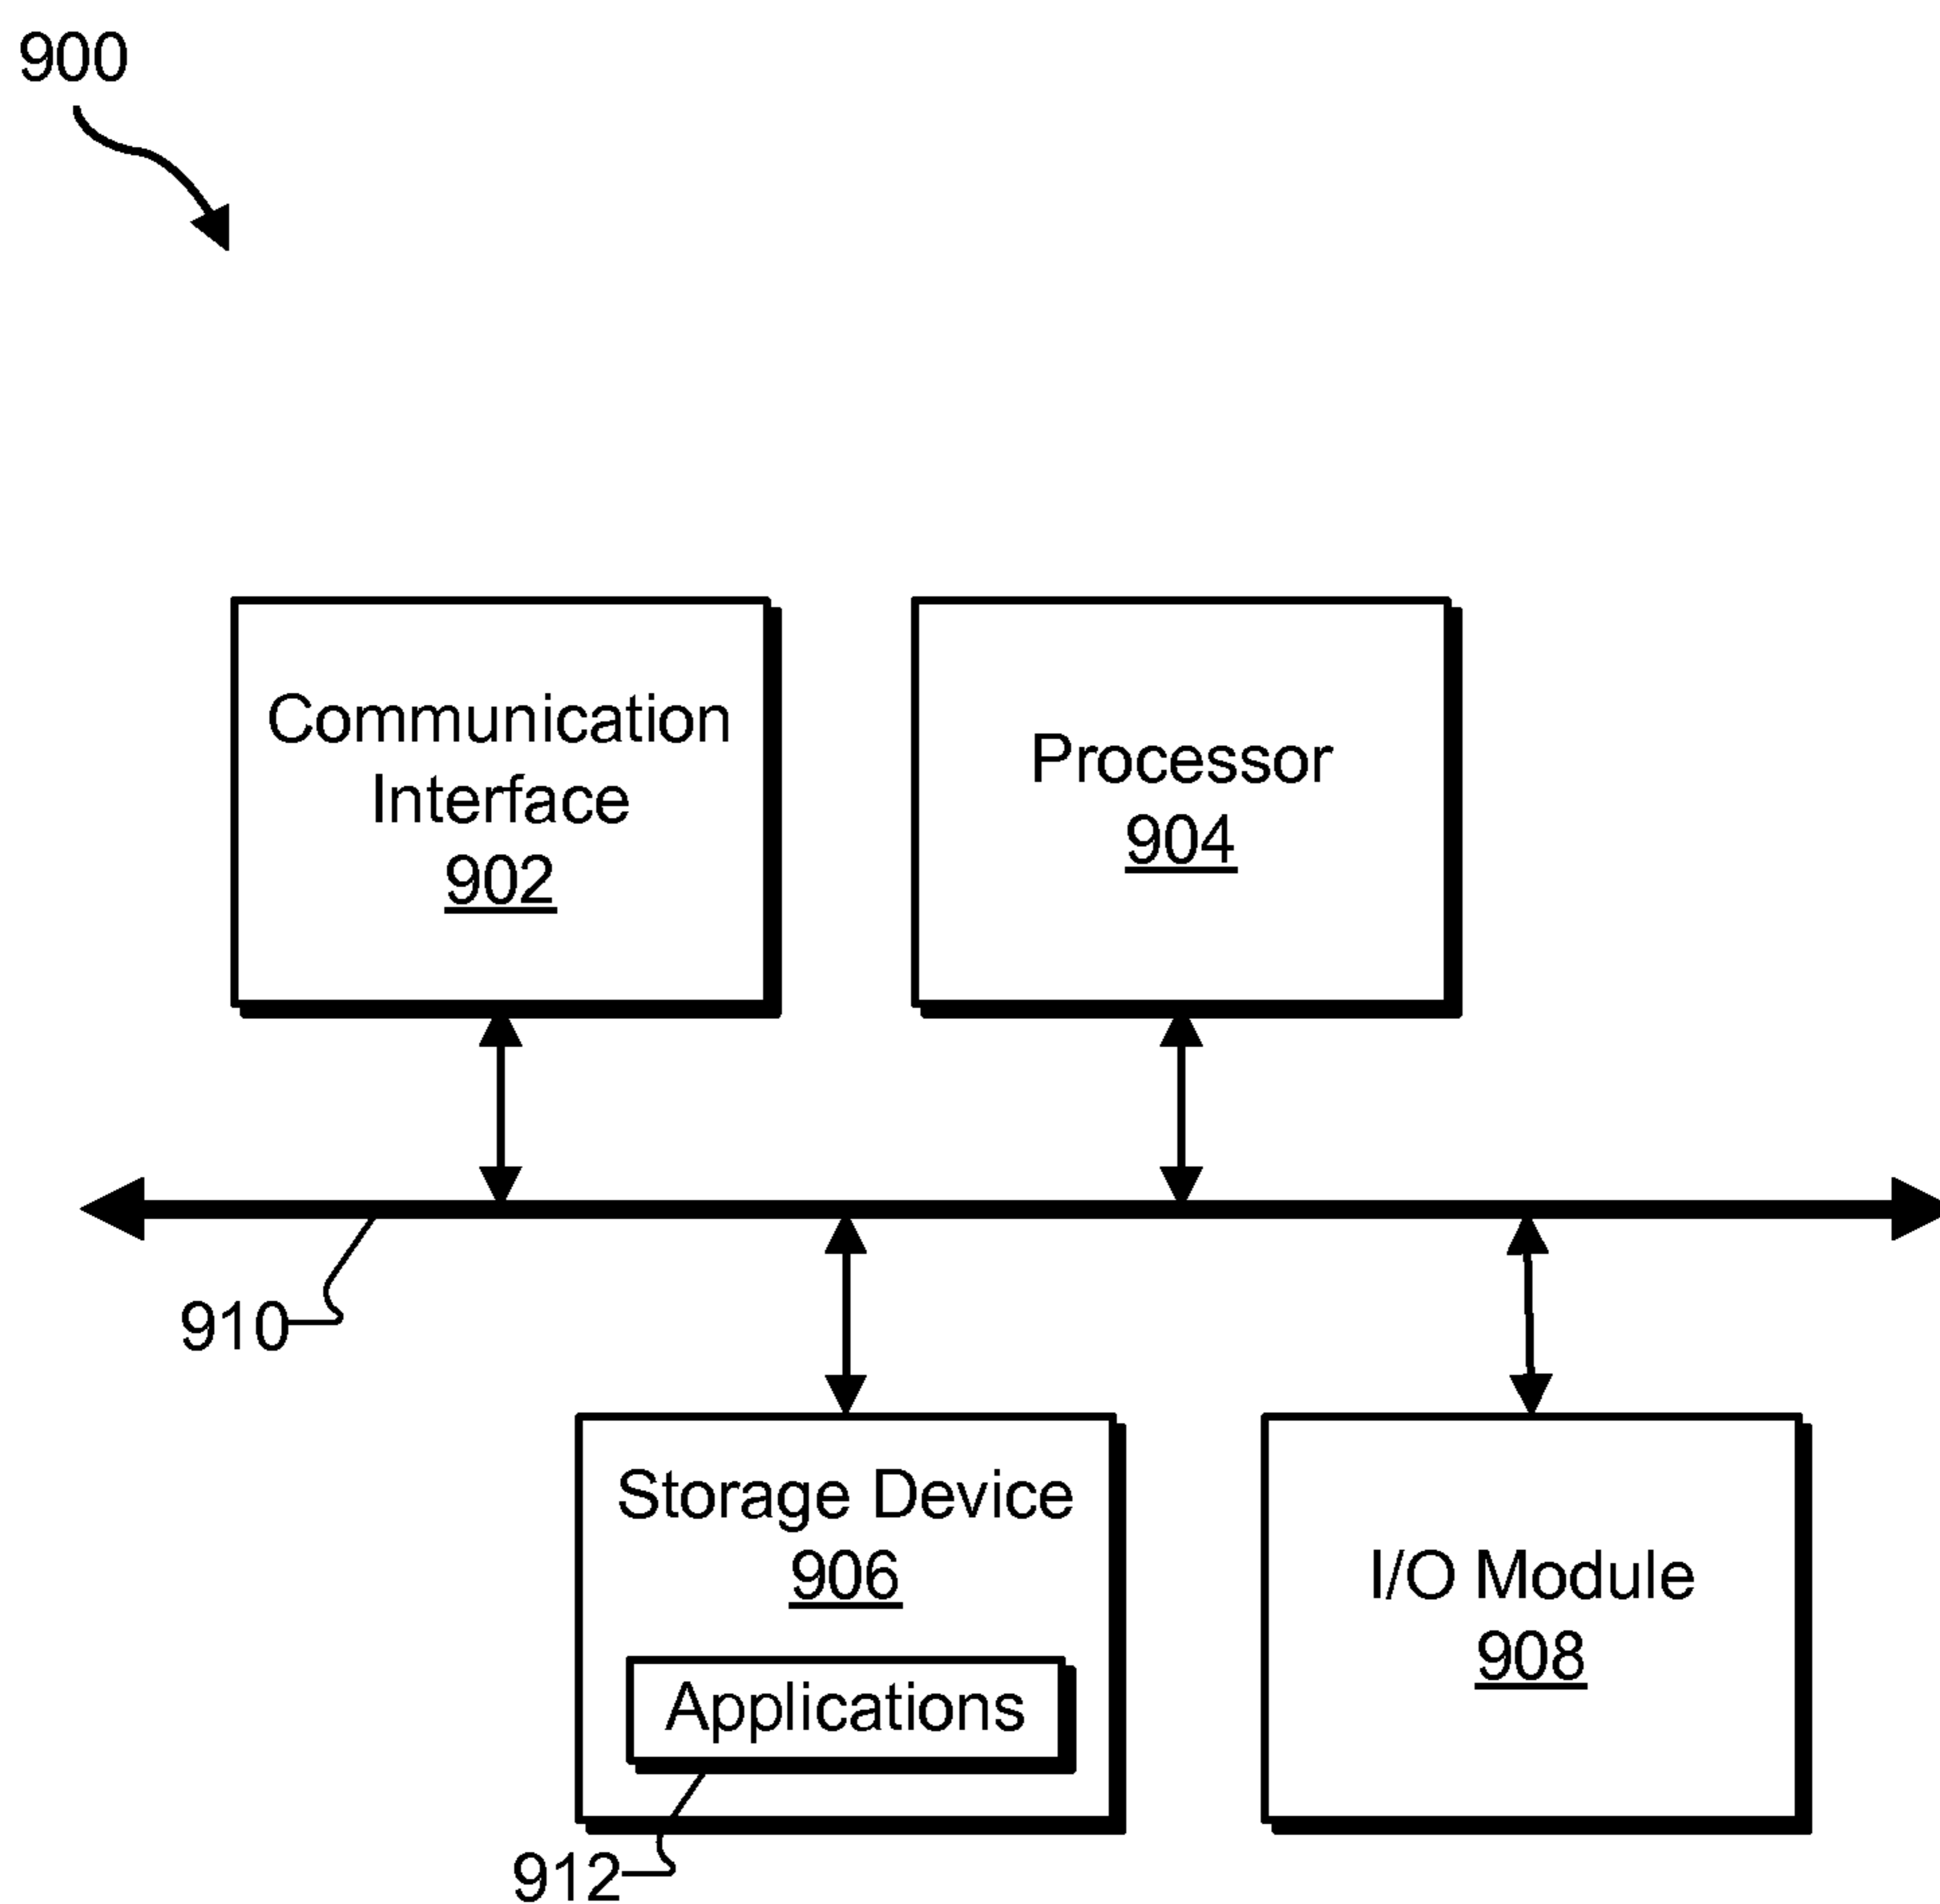 900
Communication
Interface
902
Processor
904
910
Storage Device
906
Applications
912
I/O Module
908